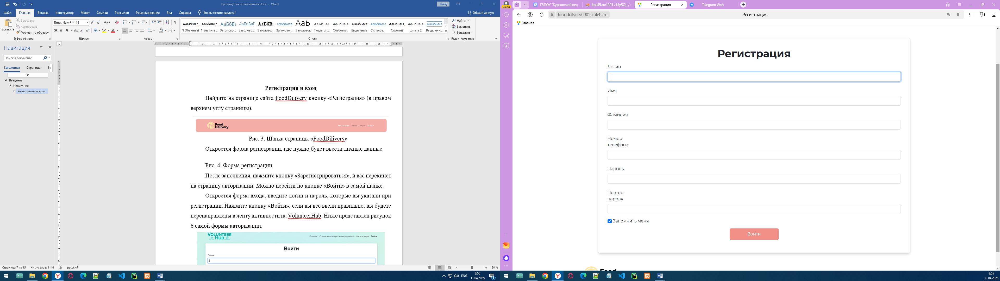 Руководство пользователя.docx - Word
Вход
Файл
Главная
Вставка
Конструктор
Макет
Ссылки
Рассылки
Рецензирование
Вид
Справка
Что вы хотите сделать?
Общий доступ
Вставить
Вырезать
Копировать
Формат по образцу
Буфер обмена
Times New R
14
Ж К Ч abc x₂ x²
Шрифт
Абзац
АаБбВвГг, АаБбВвГг, АаБбВв
¶ Обычный
¶ Без инте...
Заголово...
Заголово...
Заголово...
Заголово...
Заголовок
Подзагол...
Слабое в...
Выделение
Сильное...
Строгий
Цитата 2
Выделенн...
Стили
Найти
Заменить
Выделить
Редактирование
Навигация
Поиск в документе
Заголовки
Страницы
Введение
Навигация
Регистрация и вход
Регистрация и вход
Найдите на странице сайта FoodDilivery кнопку «Регистрация» (в правом
верхнем углу страницы).
Food
Delivery
Рестораны Регистрация Войти
Рис. 3. Шапка страницы «FoodDilivery»
Откроется форма регистрации, где нужно будет ввести личные данные.
Рис. 4. Форма регистрации
После заполнения, нажмите кнопку «Зарегистрироваться», и вас перекинет
на страницу авторизации. Можно перейти по кнопке «Войти» в самой шапке.
Откроется форма входа, введите логин и пароль, которые вы указали при
регистрации. Нажмите кнопку «Войти», если вы все ввели правильно, вы будете
перенаправлены в ленту активности на VolunteerHub. Ниже представлен рисунок
6 самой формы авторизации.
VOLUNTEER
HUB
Главная Список волонтерских мероприятий Регистрация Войти
Войти
Логин
Страница 7 из 15
Число слов: 1144
русский
120 %
ENG
8:55
11.04.2025
Войти
4
ГБПОУ "Курганский пед
kpk45.ru:1501 / MySQL /
Регистрация
Telegram Web
fooddelivery0902.kpk45.ru
Регистрация
Главная
4
Регистрация
Логин
Имя
Фамилия
Номер
телефона
Пароль
Повтор
пароля
Запомнить меня
Войти
Food
8:55
11.04.2025